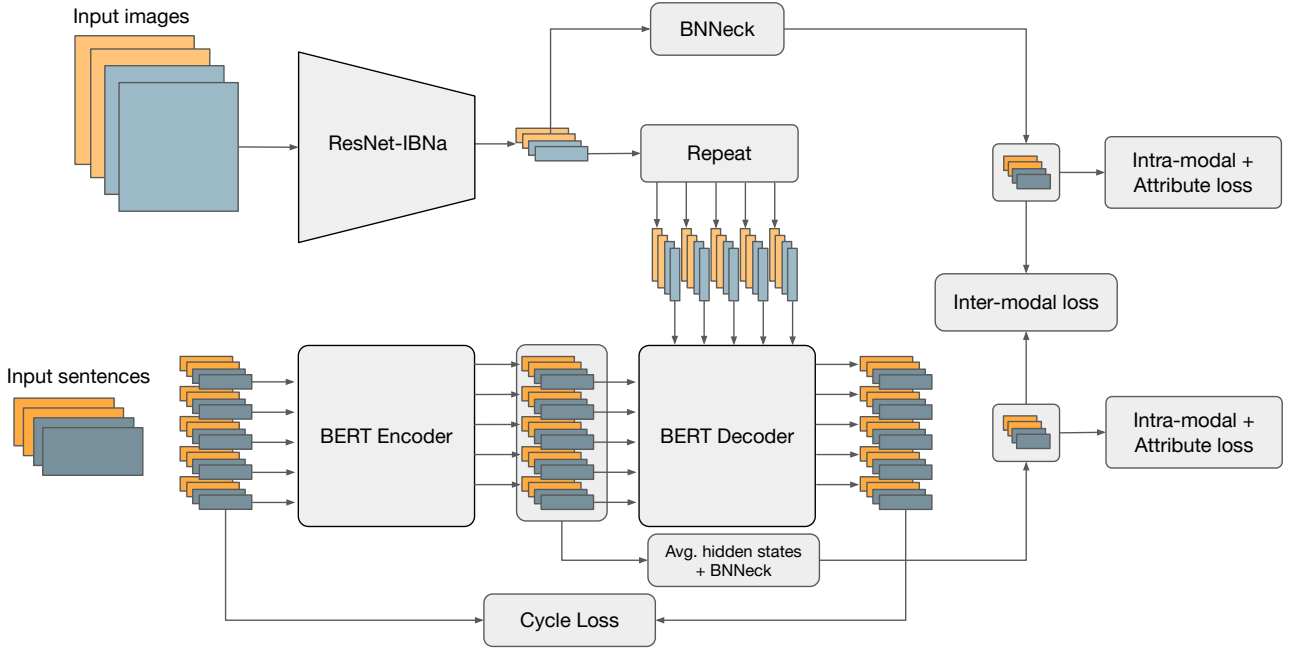 Input images
BNNeck
ResNet-IBNa
Repeat
Intra-modal +
Attribute loss
Inter-modal loss
Input sentences
BERT Encoder
BERT Decoder
Intra-modal +
Attribute loss
Avg. hidden states
+ BNNeck
Cycle Loss